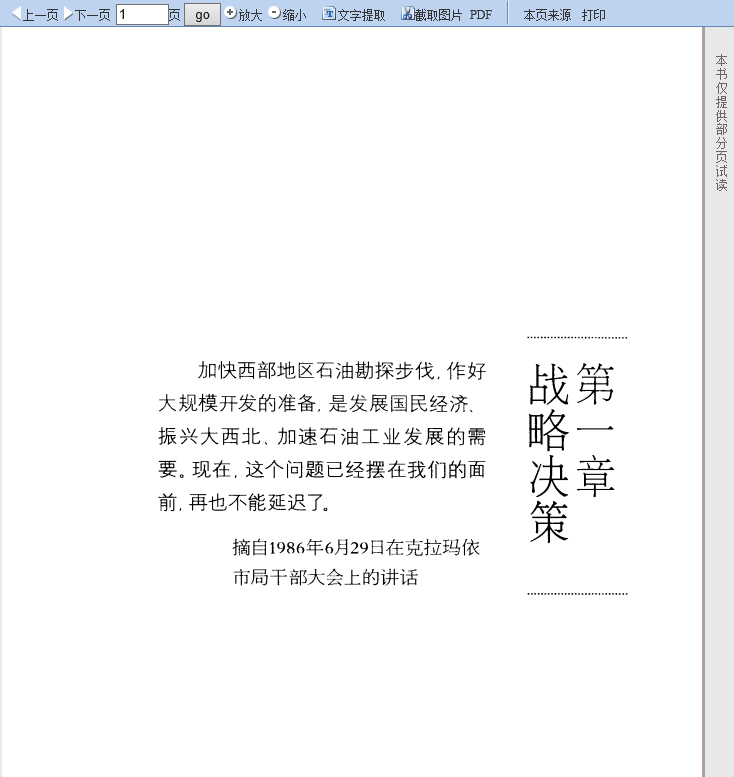 上一页 下一页 1 页 go 放大 缩小 文字提取 截取图片 PDF 本页来源 打印
本书仅提供部分页试读
第一章
战略决策
加快西部地区石油勘探步伐,作好
大规模开发的准备,是发展国民经济、
振兴大西北、加速石油工业发展的需
要。现在,这个问题已经摆在我们的面
前,再也不能延迟了。
摘自1986年6月29日在克拉玛依
市局干部大会上的讲话